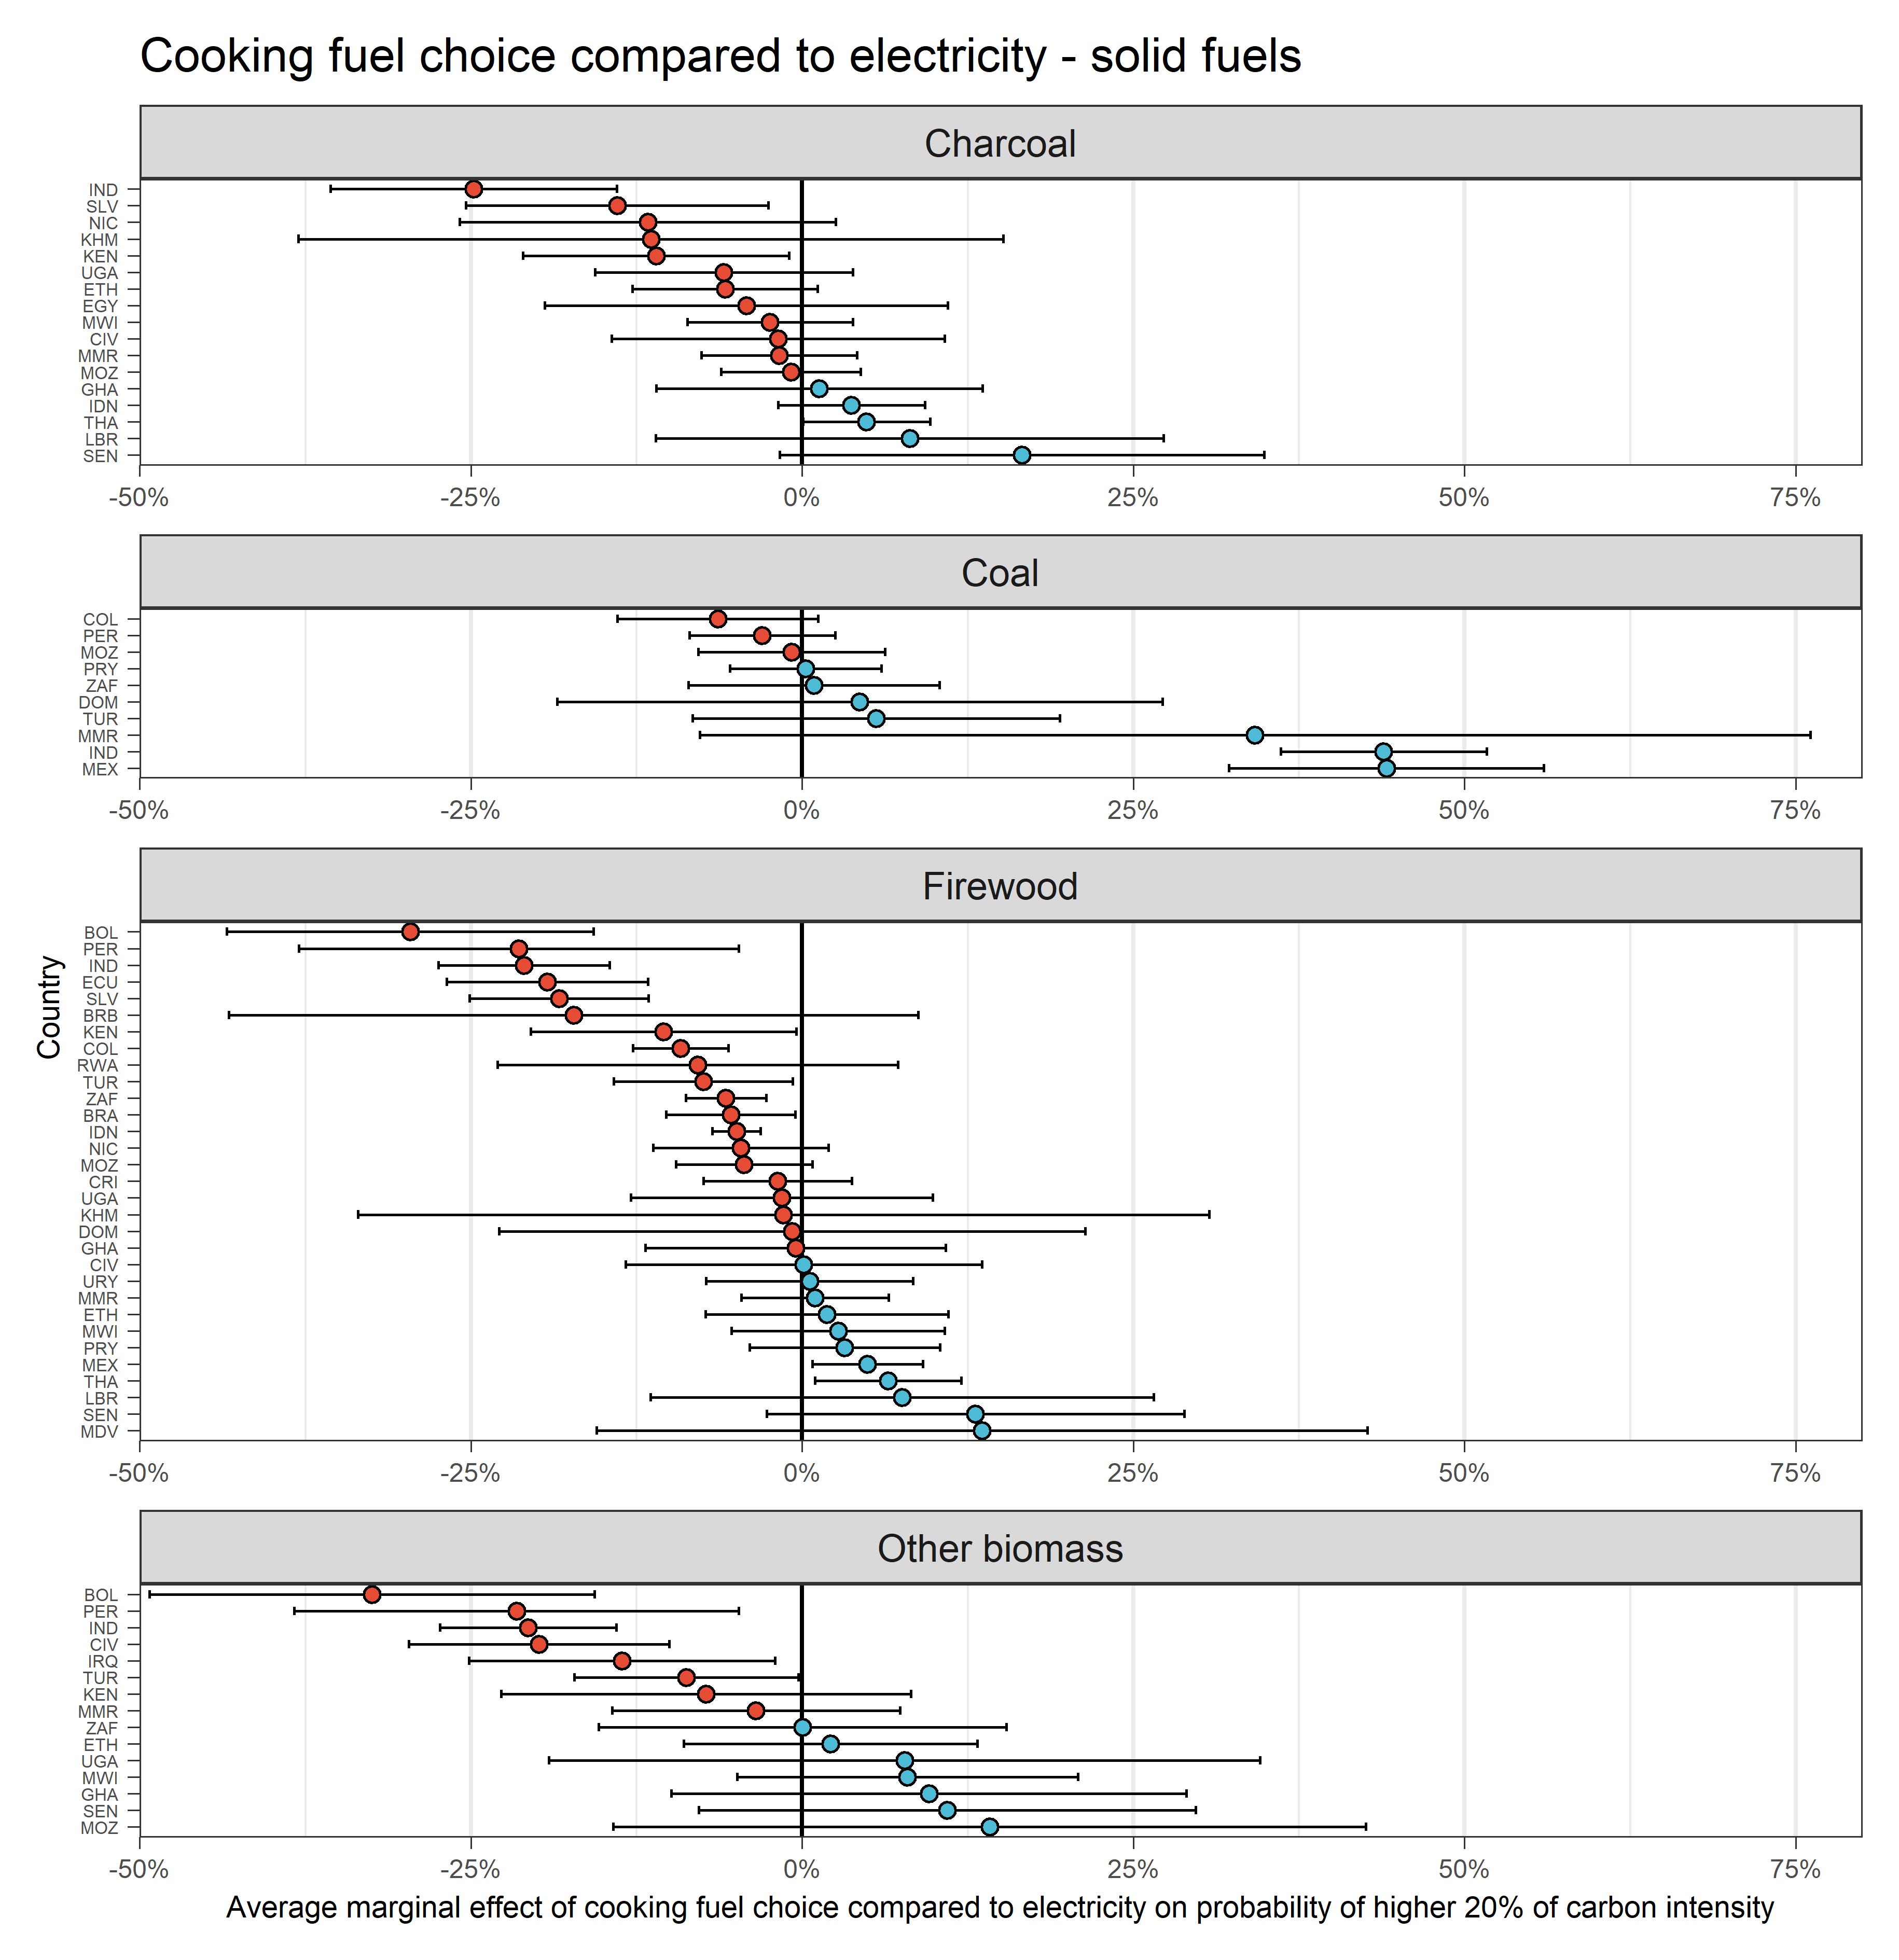 Cooking fuel choice compared to electricity - solid fuels
Charcoal
IND
SLV
NIC
KHM
KEN
UGA
ETH
EGY
MWI
CIV
MMR
MOZ
GHA
IDN
THA
LBR
SEN
-50% -25% 0% 25% 50% 75%
Coal
COL
PER
MOZ
PRY
ZAF
DOM
TUR
MMR
IND
MEX
-50% -25% 0% 25% 50% 75%
Firewood
Country
BOL
PER
IND
ECU
SLV
BRB
KEN
COL
RWA
TUR
ZAF
BRA
IDN
NIC
MOZ
CRI
UGA
KHM
DOM
GHA
CIV
URY
MMR
ETH
MWI
PRY
MEX
THA
LBR
SEN
MDV
-50% -25% 0% 25% 50% 75%
Other biomass
BOL
PER
IND
CIV
IRQ
TUR
KEN
MMR
ZAF
ETH
UGA
MWI
GHA
SEN
MOZ
-50% -25% 0% 25% 50% 75%
Average marginal effect of cooking fuel choice compared to electricity on probability of higher 20% of carbon intensity